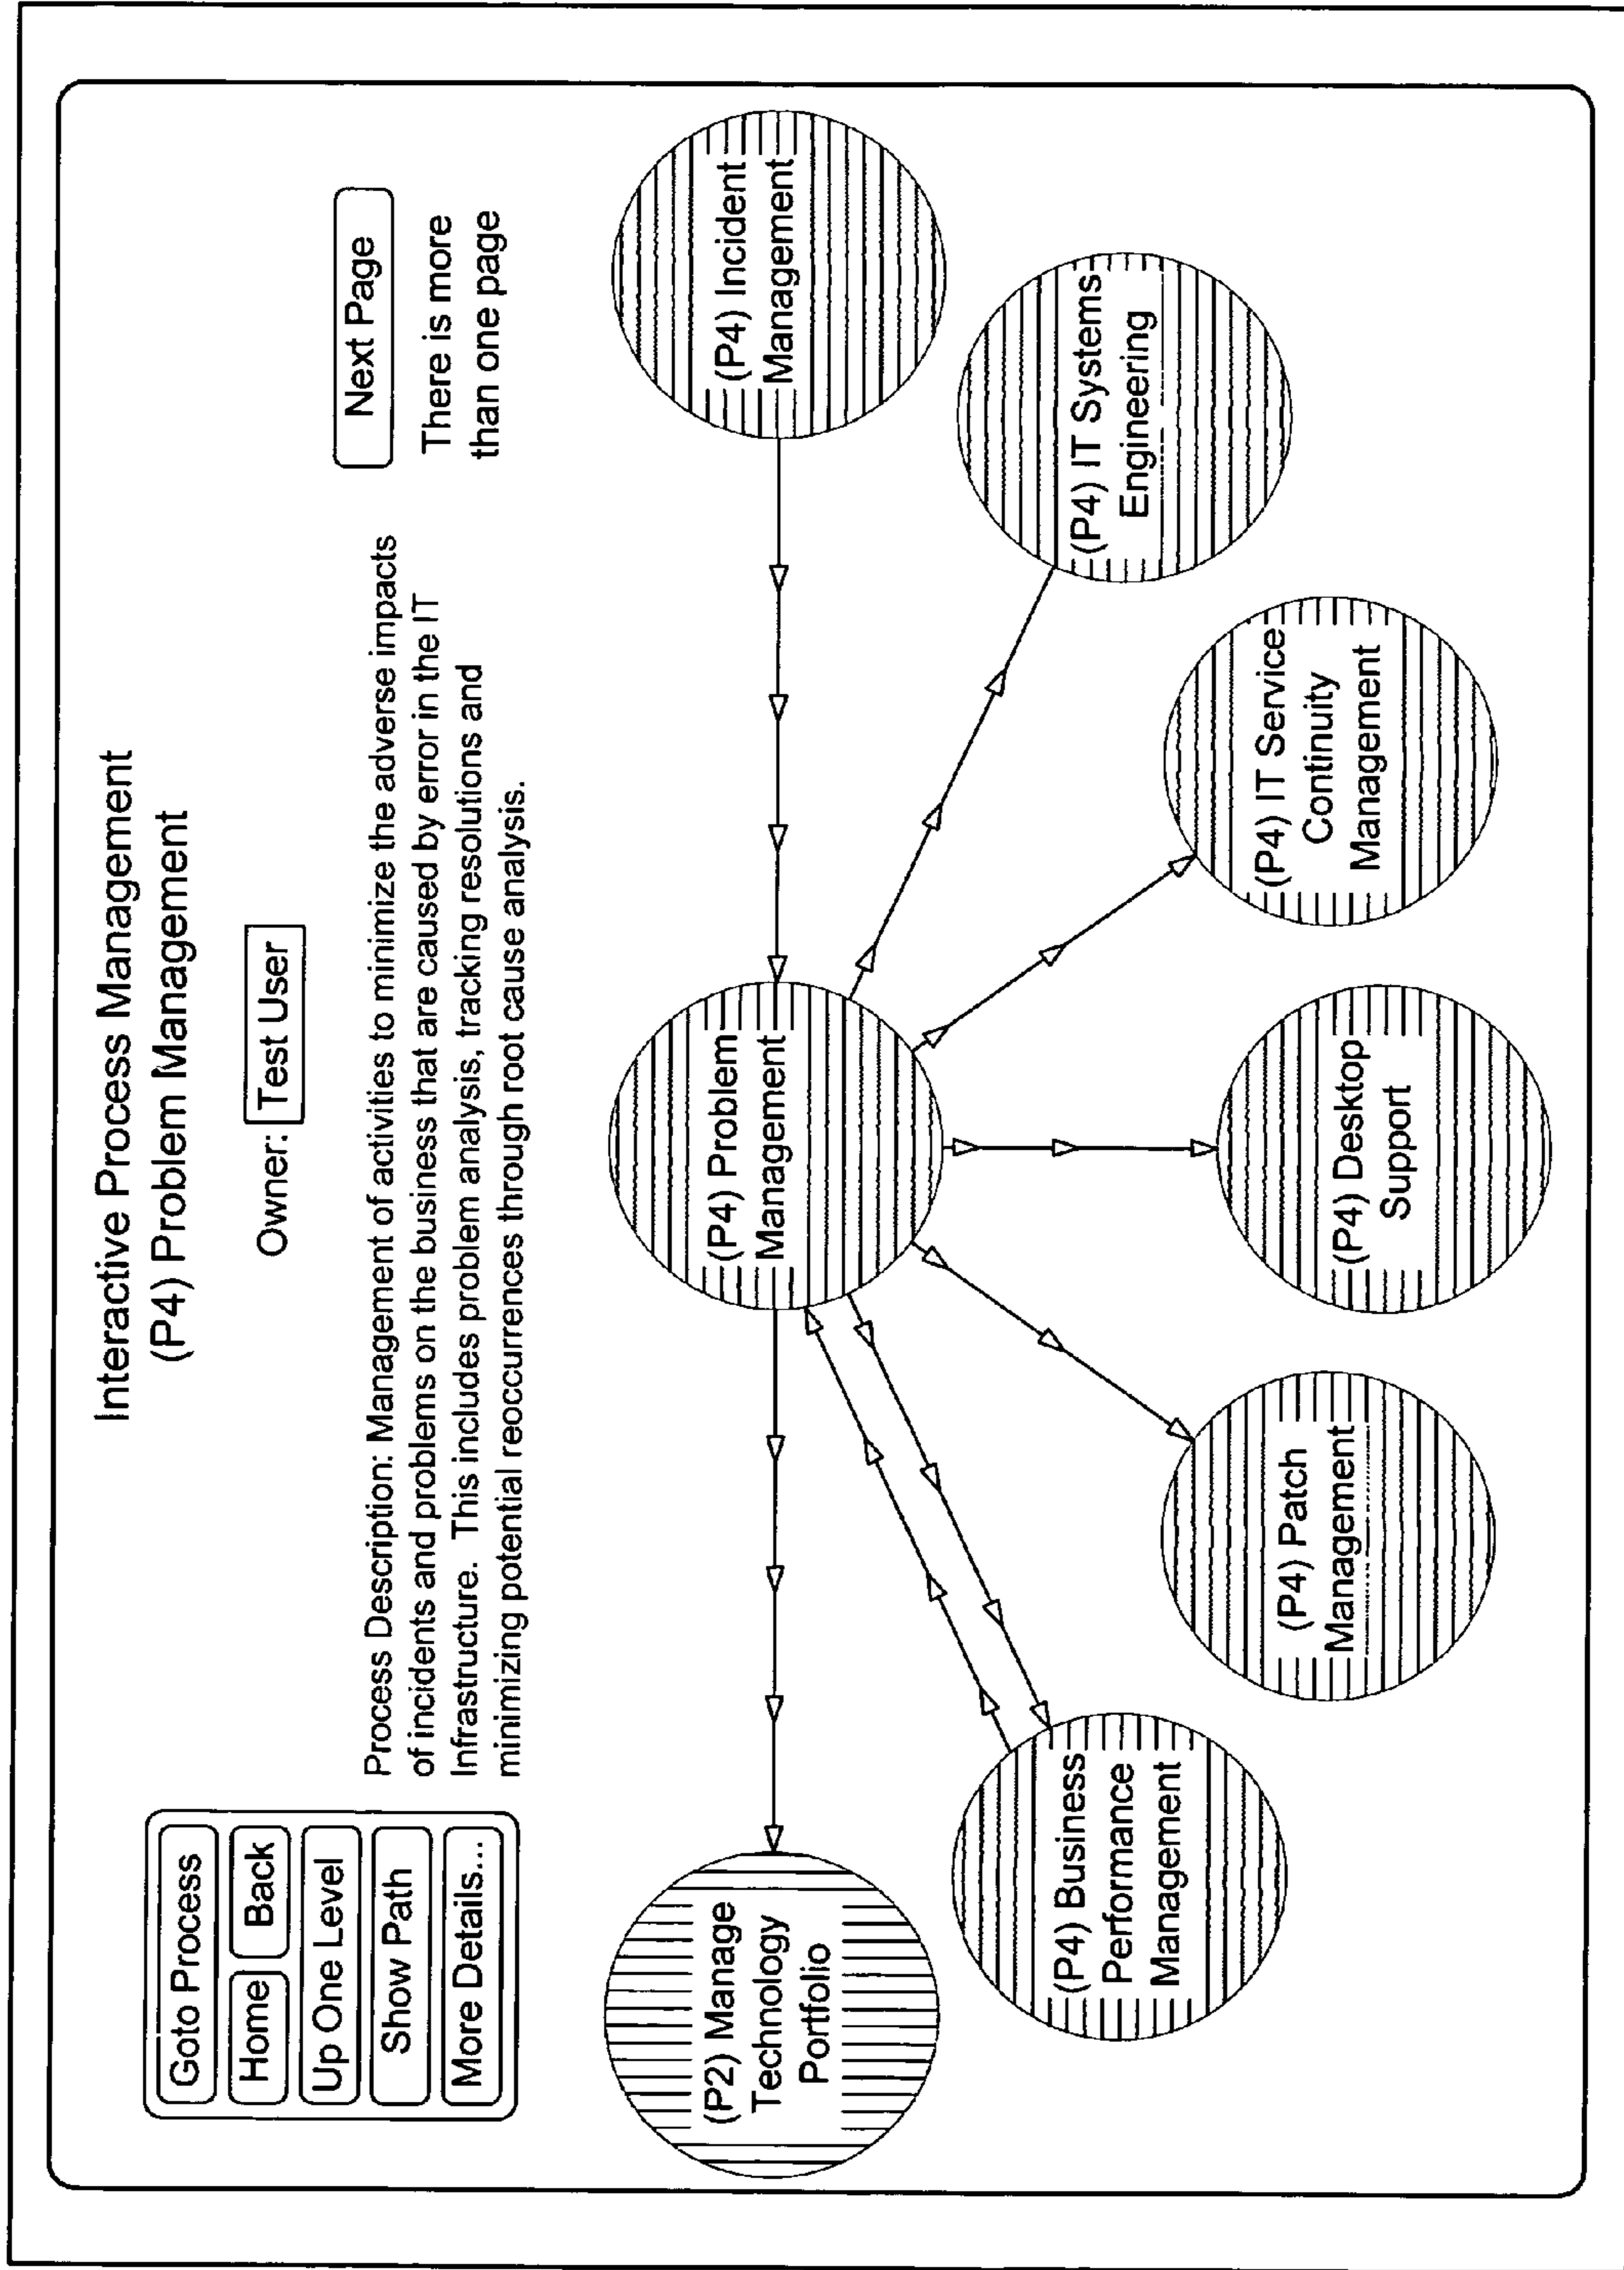 Interactive Process Management
(P4) Problem Management
Owner: Test User
Goto Process
Home Back
Up One Level
Show Path
More Details...
Process Description: Management of activities to minimize the adverse impacts
of incidents and problems on the business that are caused by error in the IT
Infrastructure. This includes problem analysis, tracking resolutions and
minimizing potential reoccurrences through root cause analysis.
Next Page
There is more
than one page
(P2) Manage
Technology
Portfolio
(P4) Problem
Management
(P4) Incident
Management
(P4) Business
Performance
Management
(P4) Patch
Management
(P4) Desktop
Support
(P4) IT Service
Continuity
Management
(P4) IT Systems
Engineering